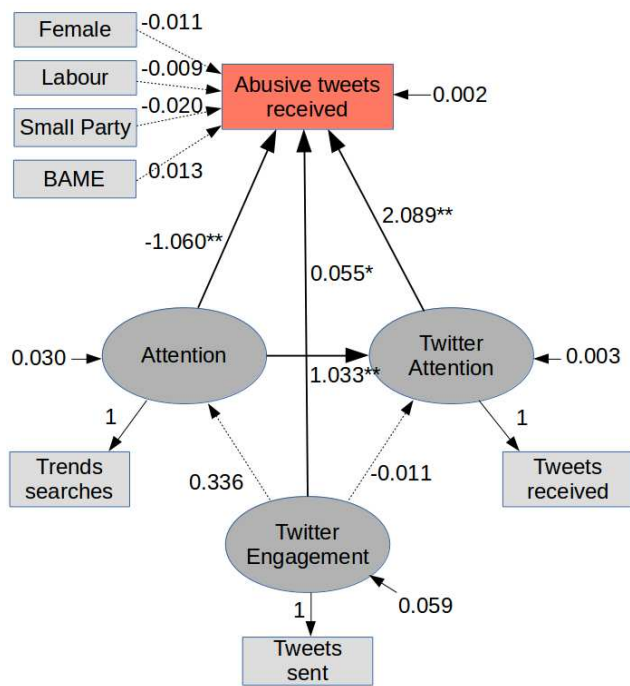 Female
-0.011
Labour
-0.009
Small Party
-0.020
BAME
0.013
Abusive tweets
received
0.002
-1.060**
0.055*
2.089**
0.030
Attention
1.033**
Twitter
Attention
0.003
1
Trends
searches
0.336
-0.011
1
Tweets
received
Twitter
Engagement
0.059
1
Tweets
sent